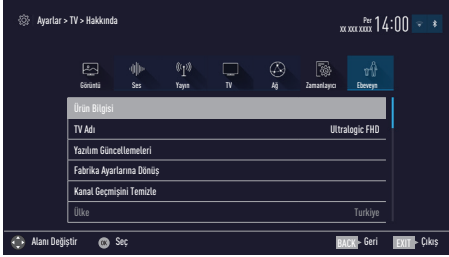 Ayarlar > TV > Hakkında
Per
xx xxx xxxx 14:00
Görüntü Ses Yayın TV Ağ Zamanlayıcı Ebeveyn
Ürün Bilgisi
TV Adı Ultralogic FHD
Yazılım Güncellemeleri
Fabrika Ayarlarına Dönüş
Kanal Geçmişini Temizle
Ülke Turkiye
Alanı Değiştir OK Seç BACK Geri EXIT Çıkış